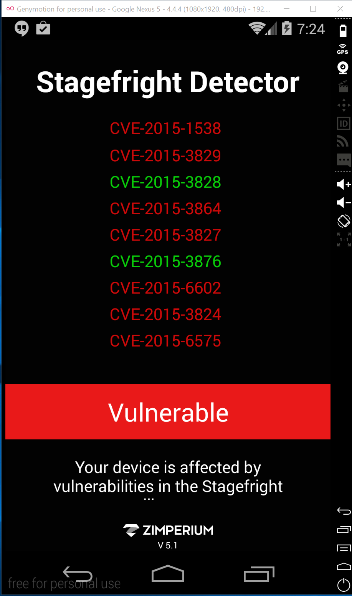 Genymotion for personal use - Google Nexus 5 - 4.4.4 (1080x1920, 480dpi) - 192...
7:24
GPS
ID
Stagefright Detector
CVE-2015-1538
CVE-2015-3829
CVE-2015-3828
CVE-2015-3864
CVE-2015-3827
CVE-2015-3876
CVE-2015-6602
CVE-2015-3824
CVE-2015-6575
Vulnerable
Your device is affected by
vulnerabilities in the Stagefright
...
ZIMPERIUM
V 5.1
free for personal use